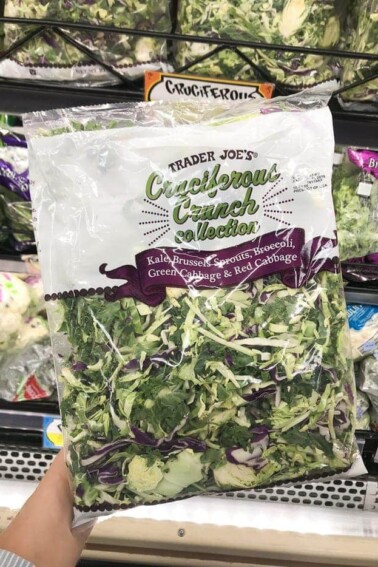 CRUCIFEROUS
TRADER JOE'S®
Cruciferous
Crunch
collection
Kale, Brussels Sprouts, Broccoli,
Green Cabbage & Red Cabbage